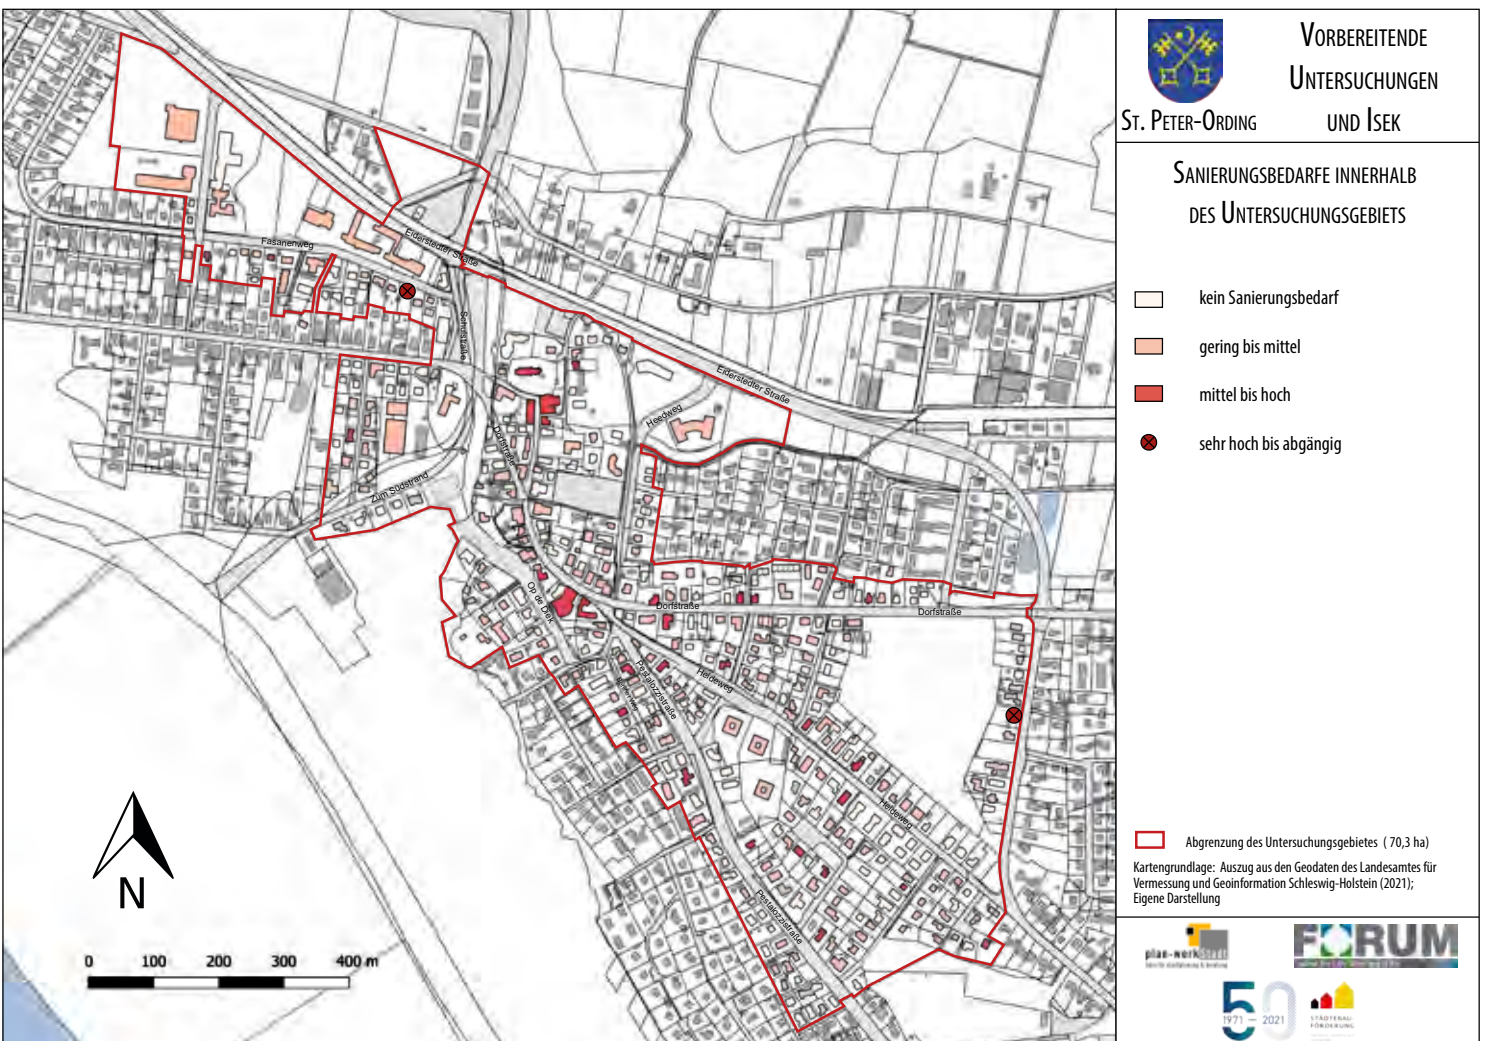 VORBEREITENDE
UNTERSUCHUNGEN
UND ISEK
ST. PETER-ORDING
SANIERUNGSBEDARFE INNERHALB
DES UNTERSUCHUNGSGEBIETS
kein Sanierungsbedarf
gering bis mittel
mittel bis hoch
sehr hoch bis abgängig
Abgrenzung des Untersuchungsgebietes ( 70,3 ha)
Kartengrundlage: Auszug aus den Geodaten des Landesamtes für
Vermessung und Geoinformation Schleswig-Holstein (2021);
Eigene Darstellung
plan-werkStadt
FORUM
50
1971 – 2021
STÄDTEBAU-
FÖRDERUNG
Fasanenweg
Eiderstedter Straße
Schulstraße
Eiderstedter Straße
Heedweg
Dorfstraße
Zum Südstrand
Op de Diek
Dorfstraße
Dorfstraße
Pestalozzistraße
Heideweg
Heideweg
Pestalozzistraße
N
0 100 200 300 400 m